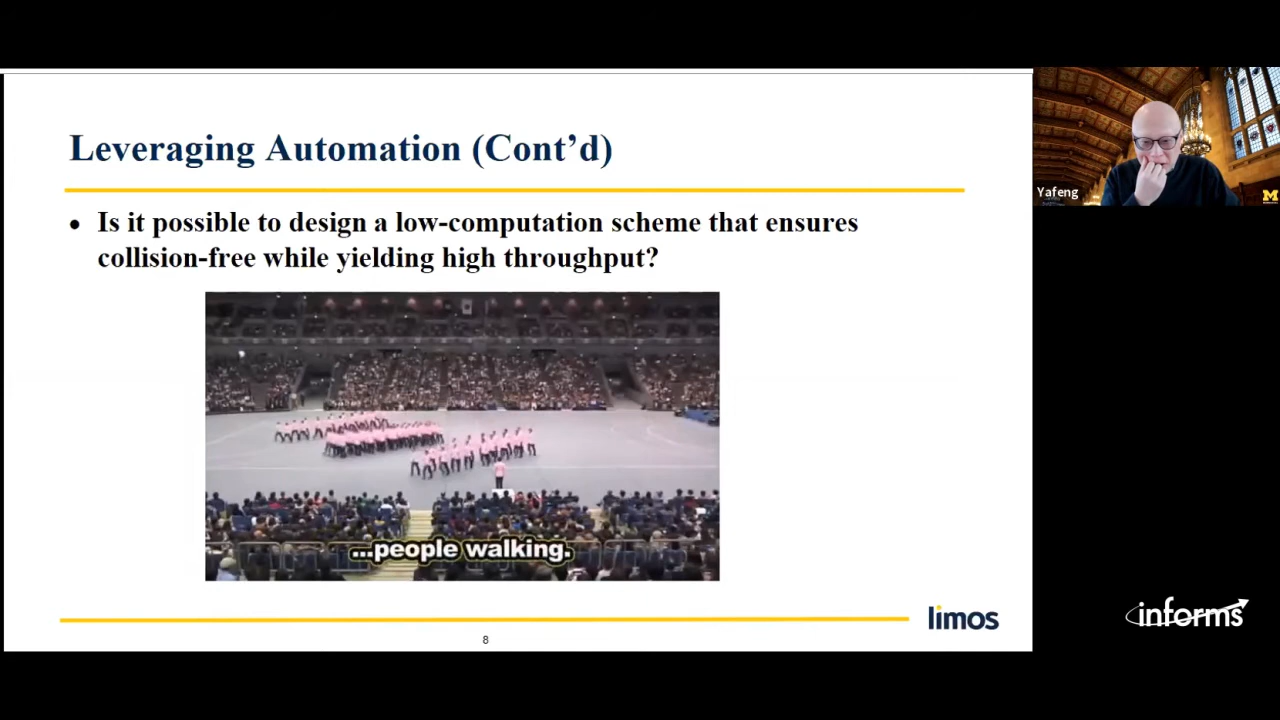 Leveraging Automation (Cont’d)
• Is it possible to design a low-computation scheme that ensures
collision-free while yielding high throughput?
...people walking.
limos
8
Yafeng
M
informs